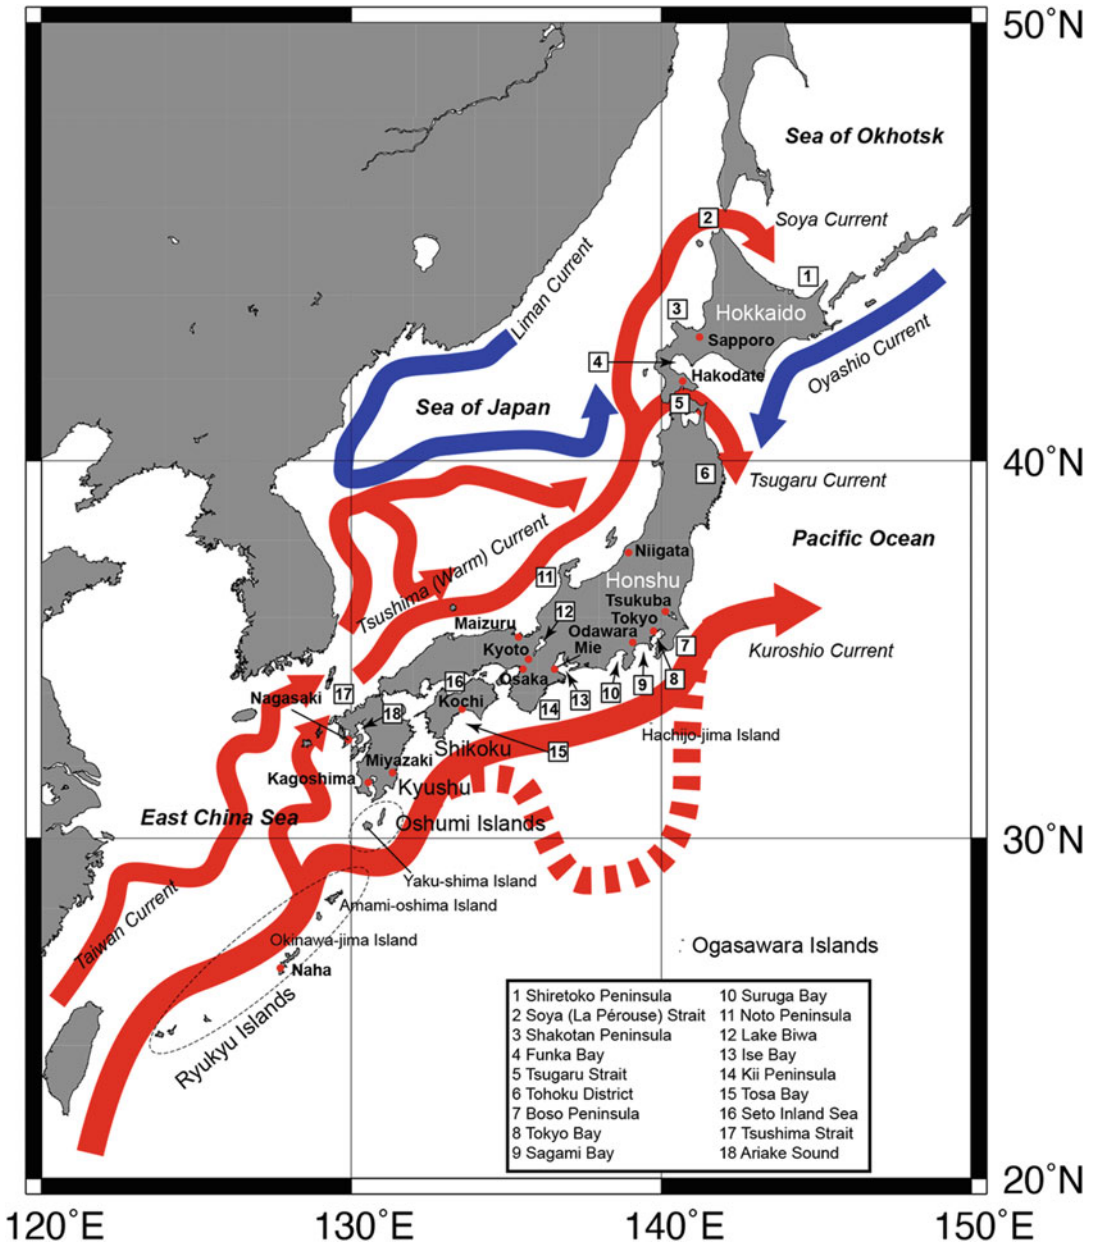 50°N
Sea of Okhotsk
2
Soya Current
1
Liman Current
3
Hokkaido
Sapporo
4
Hakodate
Oyashio Current
5
Sea of Japan
40°N
6
Tsugaru Current
Pacific Ocean
Tsushima (Warm) Current
Niigata
11
Honshu
Tsukuba
12
Tokyo
Maizuru
Odawara
Kyoto
Mie
7
Kuroshio Current
Osaka
16
17
Nagasaki
13
10
9
8
Kochi
14
18
Hachijo-jima Island
Shikoku
15
Miyazaki
Kagoshima
Kyushu
East China Sea
Oshumi Islands
30°N
Yaku-shima Island
Amami-oshima Island
Taiwan Current
Okinawa-jima Island
Ogasawara Islands
Naha
Ryukyu Islands
1 Shiretoko Peninsula
2 Soya (La Pérouse) Strait
3 Shakotan Peninsula
4 Funka Bay
5 Tsugaru Strait
6 Tohoku District
7 Boso Peninsula
8 Tokyo Bay
9 Sagami Bay
10 Suruga Bay
11 Noto Peninsula
12 Lake Biwa
13 Ise Bay
14 Kii Peninsula
15 Tosa Bay
16 Seto Inland Sea
17 Tsushima Strait
18 Ariake Sound
20°N
120°E
130°E
140°E
150°E